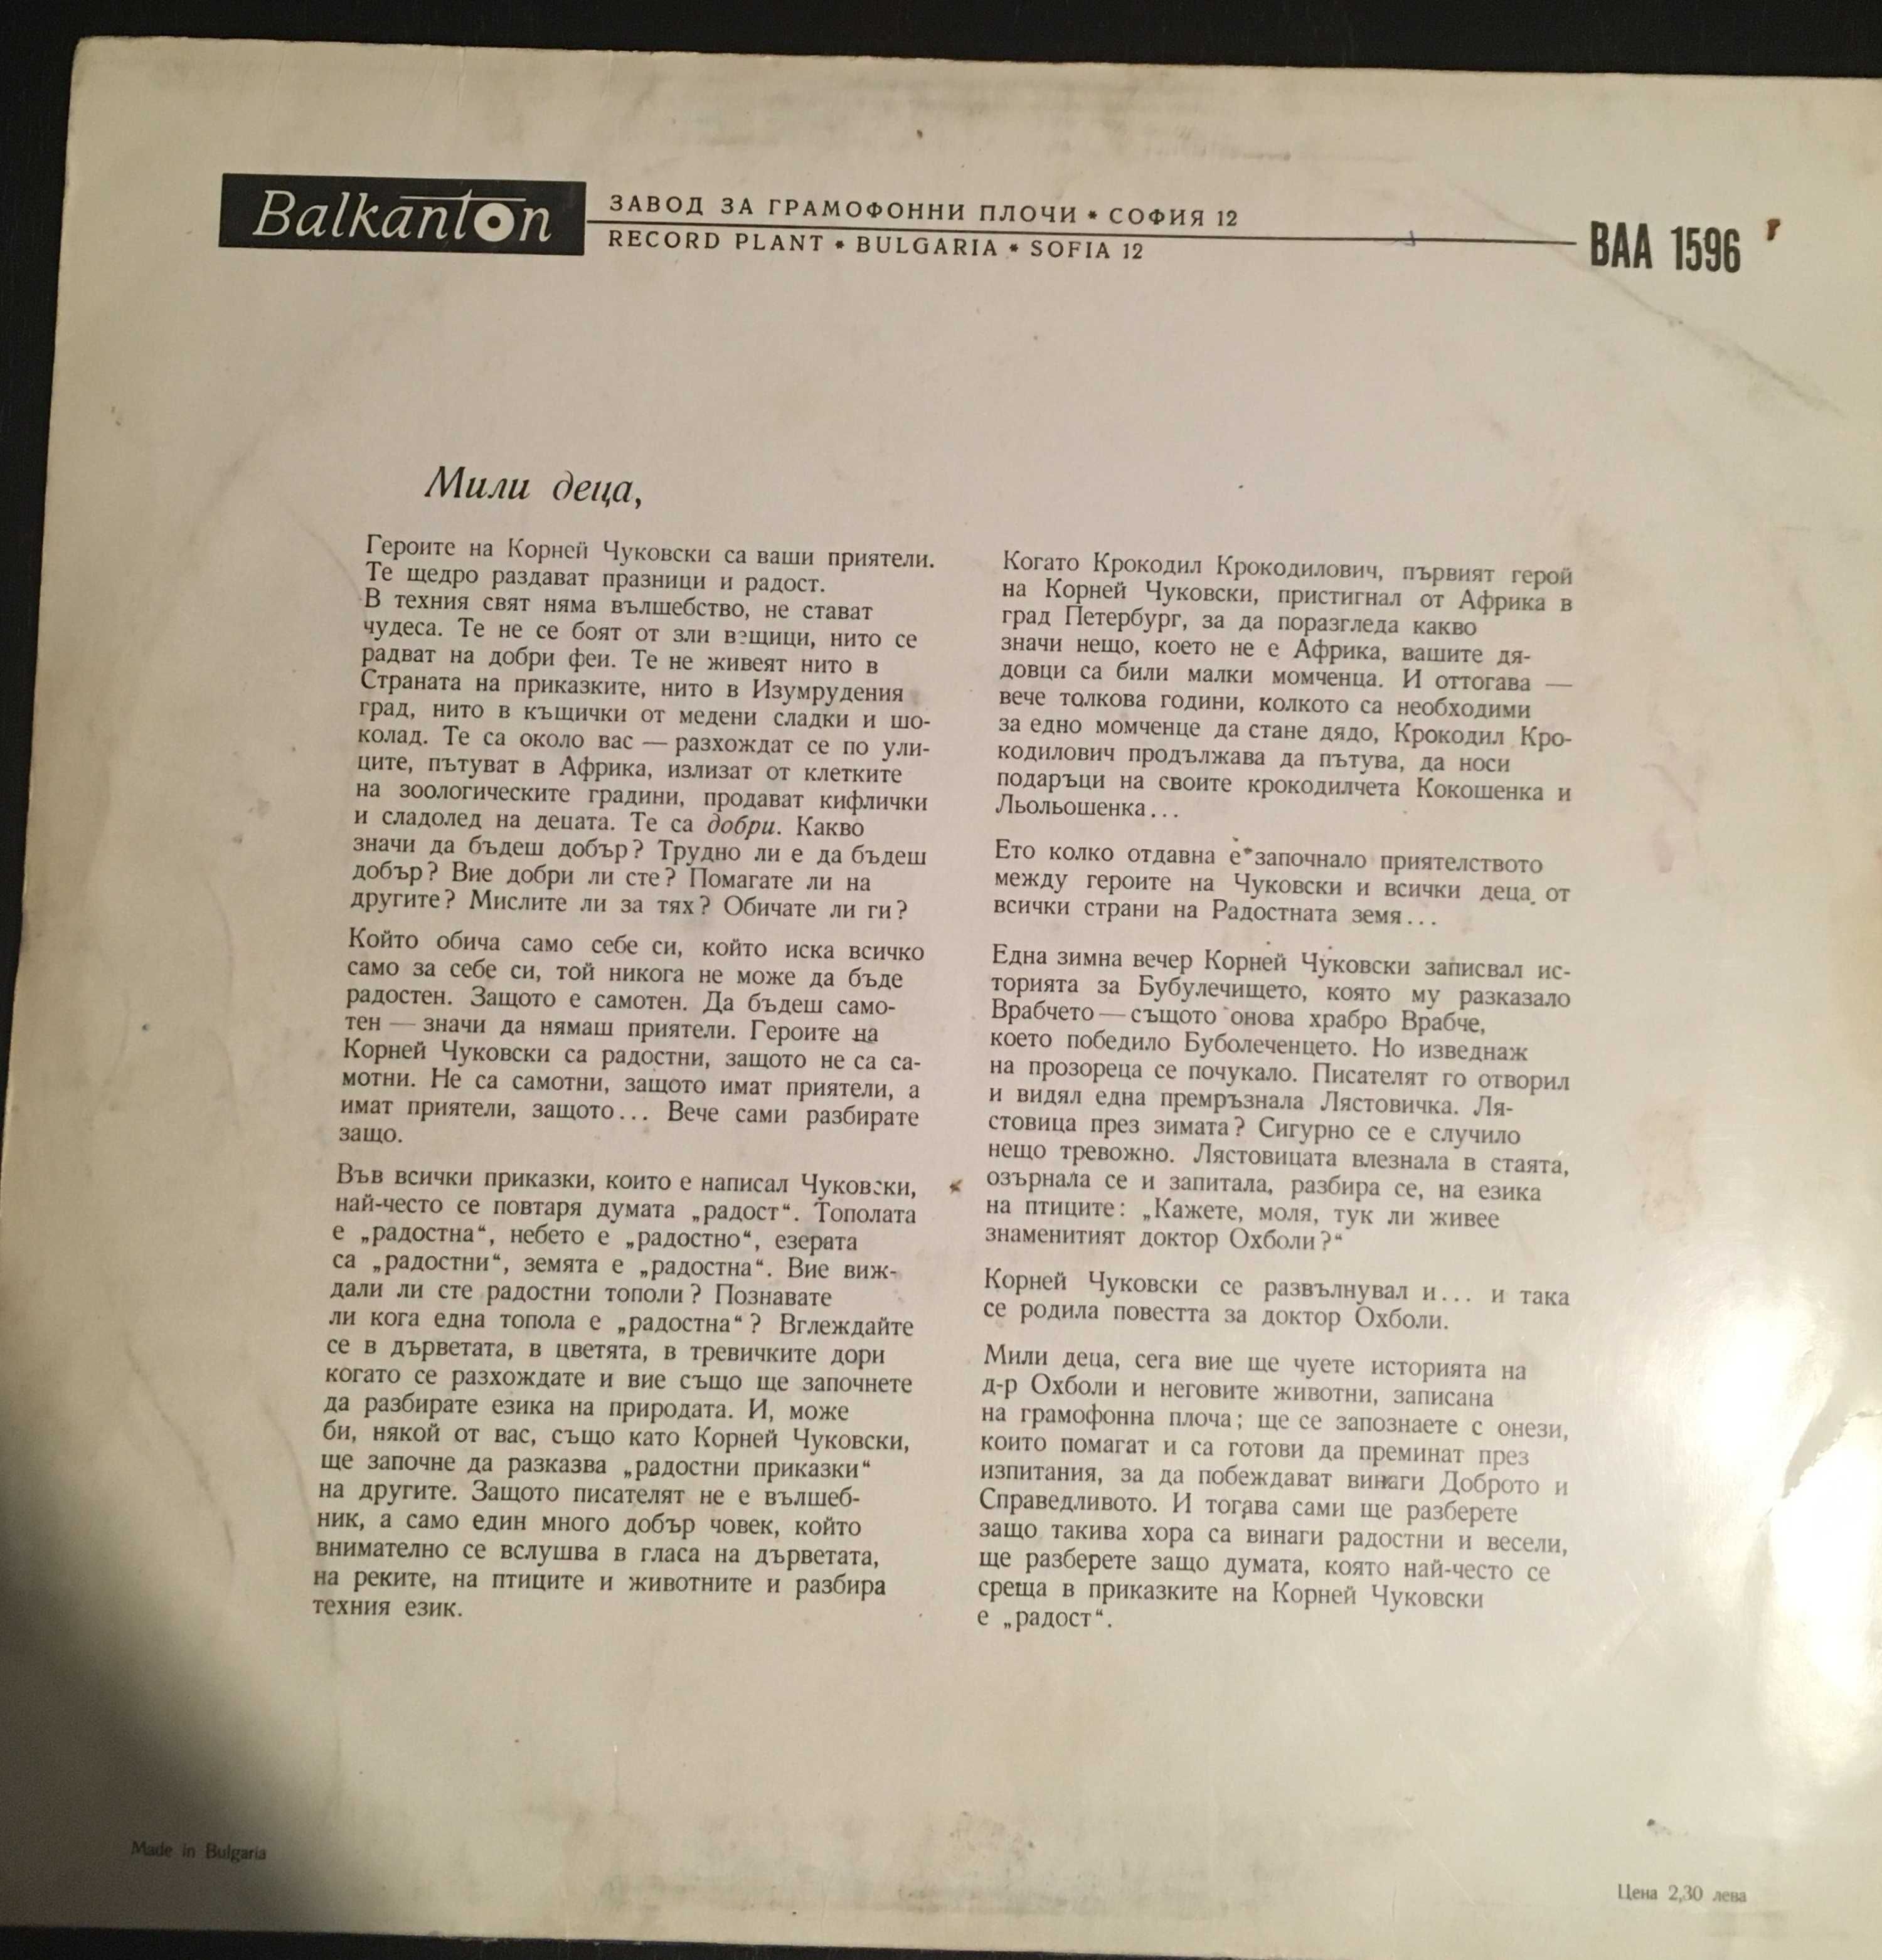 Balkanton
ЗАВОД ЗА ГРАМОФОННИ ПЛОЧИ * СОФИЯ 12
RECORD PLANT * BULGARIA * SOFIA 12
ВАА 1596
Мили деца,
Героите на Корней Чуковски са ваши приятели.
Те щедро раздават празници и радост.
В техния свят няма вълшебство, не стават
чудеса. Те не се боят от зли вещици, нито се
радват на добри феи. Те не живеят нито в
Страната на приказките, нито в Изумрудения
град, нито в къщички от медени сладки и шо-
колад. Те са около вас — разхождат се по ули-
ците, пътуват в Африка, излизат от клетките
на зоологическите градини, продават кифлички
и сладолед на децата. Те са добри. Какво
значи да бъдеш добър? Трудно ли е да бъдеш
добър? Вие добри ли сте? Помагате ли на
другите? Мислите ли за тях? Обичате ли ги?
Който обича само себе си, който иска всичко
само за себе си, той никога не може да бъде
радостен. Защото е самотен. Да бъдеш само-
тен — значи да нямаш приятели. Героите на
Корней Чуковски са радостни, защото не са са-
мотни. Не са самотни, защото имат приятели, а
имат приятели, защото... Вече сами разбирате
защо.
Във всички приказки, които е написал Чуковски,
най-често се повтаря думата „радост“. Тополата
е „радостна“, небето е „радостно“, езерата
са „радостни“, земята е „радостна“. Вие виж-
дали ли сте радостни тополи? Познавате
ли кога една топола е „радостна“? Вглеждайте
се в дърветата, в цветята, в тревичките дори
когато се разхождате и вие също ще започнете
да разбирате езика на природата. И, може
би, някой от вас, също като Корней Чуковски,
ще започне да разказва „радостни приказки“
на другите. Защото писателят не е вълшеб-
ник, а само един много добър човек, който
внимателно се вслушва в гласа на дърветата,
на реките, на птиците и животните и разбира
техния език.
Когато Крокодил Крокодилович, първият герой
на Корней Чуковски, пристигнал от Африка в
град Петербург, за да поразгледа какво
значи нещо, което не е Африка, вашите дя-
довци са били малки момченца. И оттогава —
вече толкова години, колкото са необходими
за едно момченце да стане дядо, Крокодил Кро-
кодилович продължава да пътува, да носи
подаръци на своите крокодилчета Кокошенка и
Льольошенка...
Ето колко отдавна е започнало приятелството
между героите на Чуковски и всички деца от
всички страни на Радостната земя...
Една зимна вечер Корней Чуковски записвал ис-
торията за Бубулечището, която му разказало
Врабчето — същото онова храбро Врабче,
което победило Буболеченцето. Но изведнаж
на прозореца се почукало. Писателят го отворил
и видял една премръзнала Лястовичка. Ля-
стовица през зимата? Сигурно се е случило
нещо тревожно. Лястовицата влезнала в стаята,
озърнала се и запитала, разбира се, на езика
на птиците: „Кажете, моля, тук ли живее
знаменитият доктор Охболи?“
Корней Чуковски се развълнувал и... и така
се родила повестта за доктор Охболи.
Мили деца, сега вие ще чуете историята на
д-р Охболи и неговите животни, записана
на грамофонна плоча; ще се запознаете с онези,
които помагат и са готови да преминат през
изпитания, за да побеждават винаги Доброто и
Справедливото. И тогава сами ще разберете
защо такива хора са винаги радостни и весели,
ще разберете защо думата, която най-често се
среща в приказките на Корней Чуковски
е „радост“.
Made in Bulgaria
Цена 2,30 лева